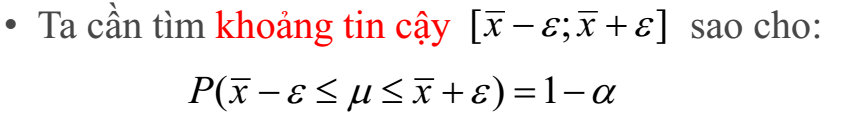 • Ta cần tìm khoảng tin cậy [x̅ − ε; x̅ + ε] sao cho:
P(x̅ − ε ≤ μ ≤ x̅ + ε) = 1 − α